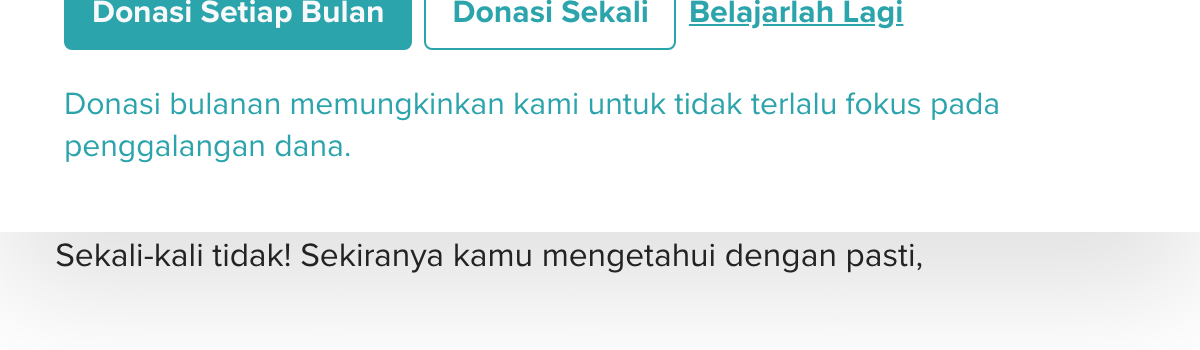 Donasi Setiap Bulan Donasi Sekali Belajarlah Lagi
Donasi bulanan memungkinkan kami untuk tidak terlalu fokus pada
penggalangan dana.
Sekali-kali tidak! Sekiranya kamu mengetahui dengan pasti,